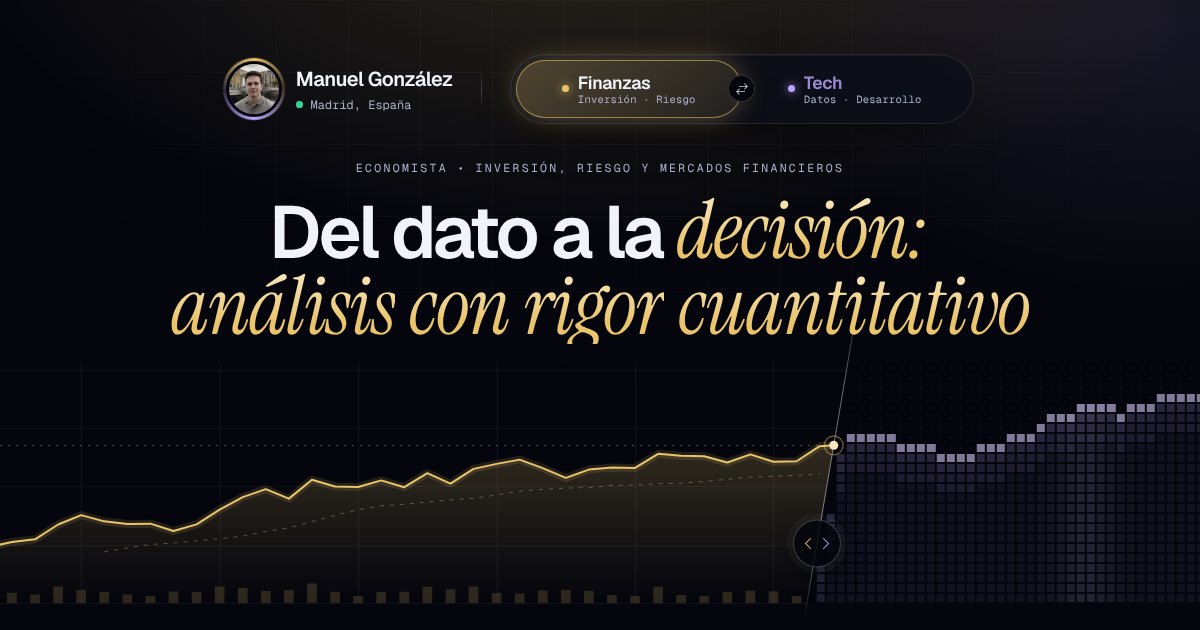 Manuel González
Madrid, España
Finanzas
Inversión · Riesgo
Tech
Datos · Desarrollo
ECONOMISTA • INVERSIÓN, RIESGO Y MERCADOS FINANCIEROS
Del dato a la decisión:
análisis con rigor cuantitativo